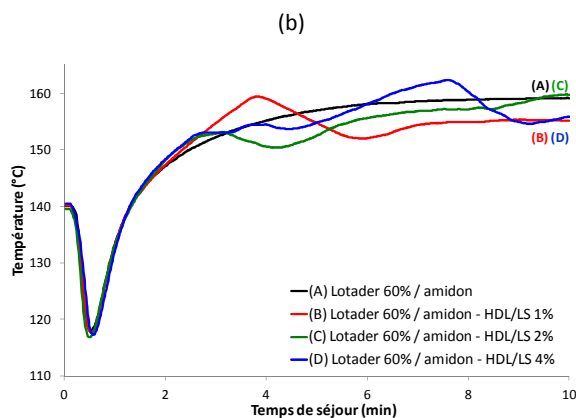 (b)
Température (°C)
160
150
140
130
120
110
(A) (C)
(B) (D)
(A) Lotader 60% / amidon
(B) Lotader 60% / amidon - HDL/LS 1%
(C) Lotader 60% / amidon - HDL/LS 2%
(D) Lotader 60% / amidon - HDL/LS 4%
0 2 4 6 8 10
Temps de séjour (min)